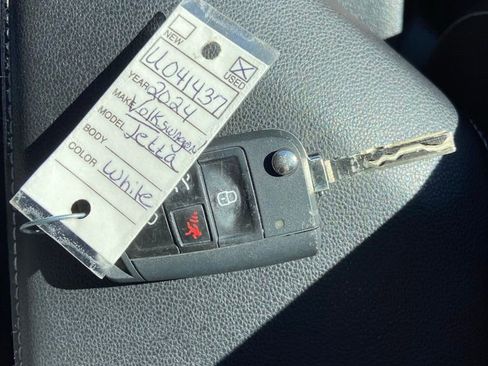 NEW
USED
U041437
YEAR 2024
MAKE Volkswagen
MODEL Jetta
BODY
COLOR White